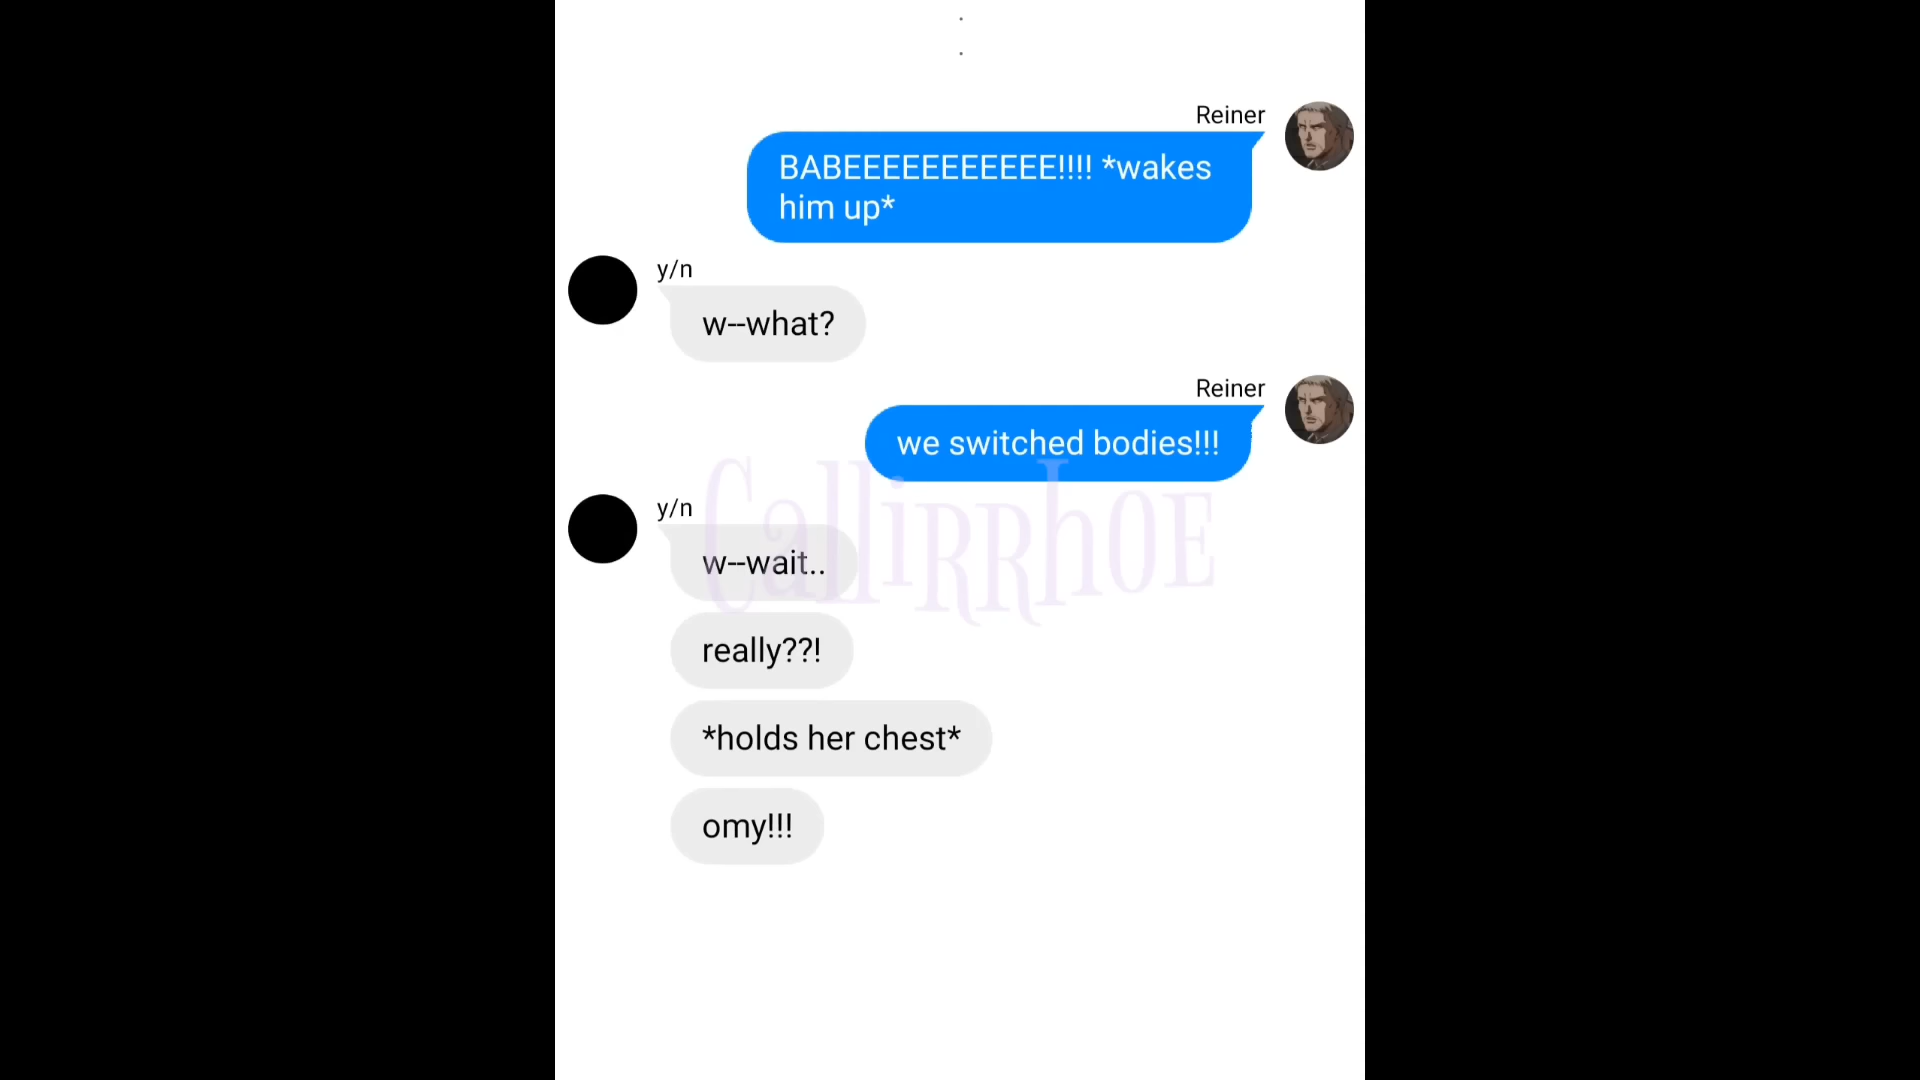 Reiner
BABEEEEEEEEEEE!!!! *wakes
him up*
y/n
w--what?
Reiner
we switched bodies!!!
CalliRRhOE
y/n
w--wait..
really??!
*holds her chest*
omy!!!